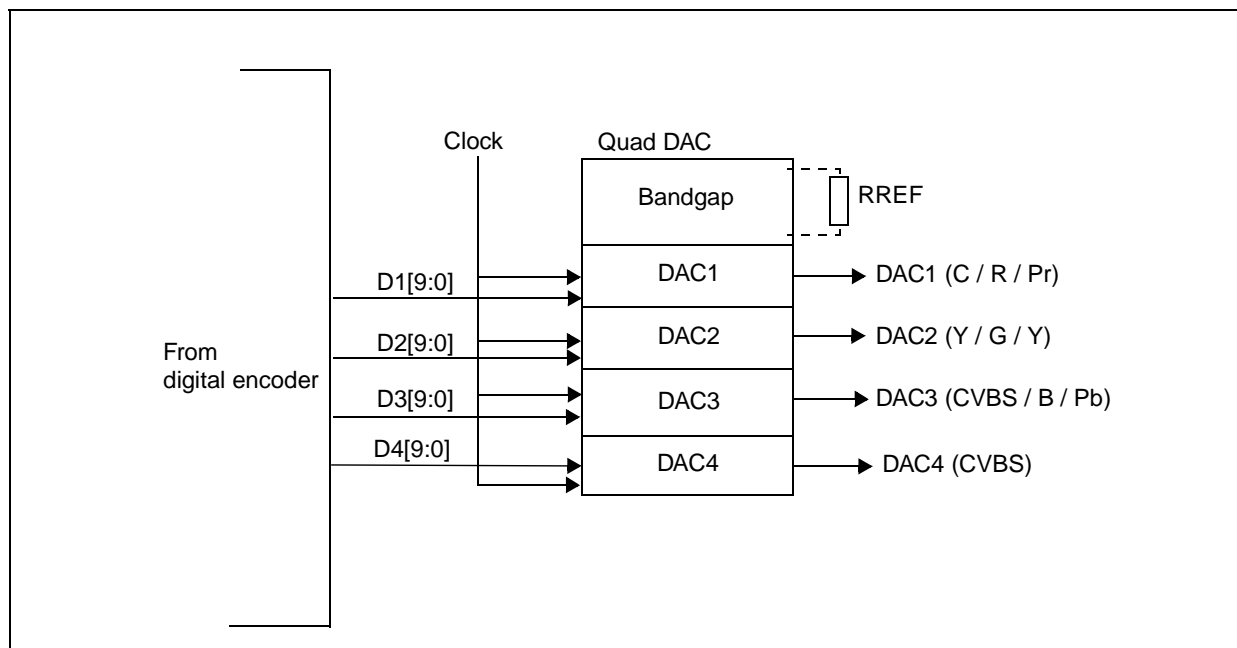 Clock
Quad DAC
Bandgap
RREF
D1[9:0]
DAC1
DAC1 (C / R / Pr)
D2[9:0]
DAC2
DAC2 (Y / G / Y)
From
digital encoder
D3[9:0]
DAC3
DAC3 (CVBS / B / Pb)
D4[9:0]
DAC4
DAC4 (CVBS)